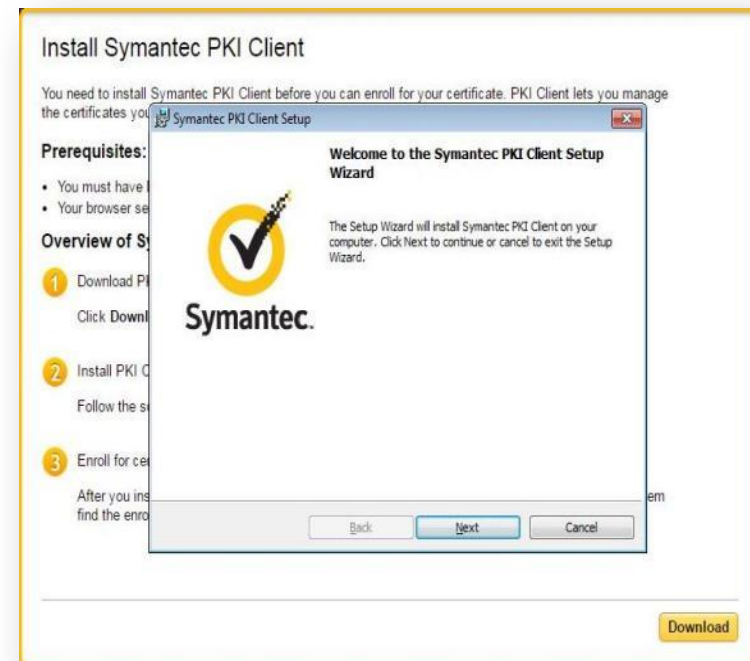 Install Symantec PKI Client
You need to install Symantec PKI Client before you can enroll for your certificate. PKI Client lets you manage
the certificates you
Symantec PKI Client Setup
Prerequisites:
• You must have
• Your browser se
Overview of Sy
1 Download PK
Click Downl
2 Install PKI C
Follow the se
3 Enroll for cer
After you ins
em
find the enro
Welcome to the Symantec PKI Client Setup
Wizard
The Setup Wizard will install Symantec PKI Client on your
computer. Click Next to continue or cancel to exit the Setup
Wizard.
Symantec.
Back
Next
Cancel
Download